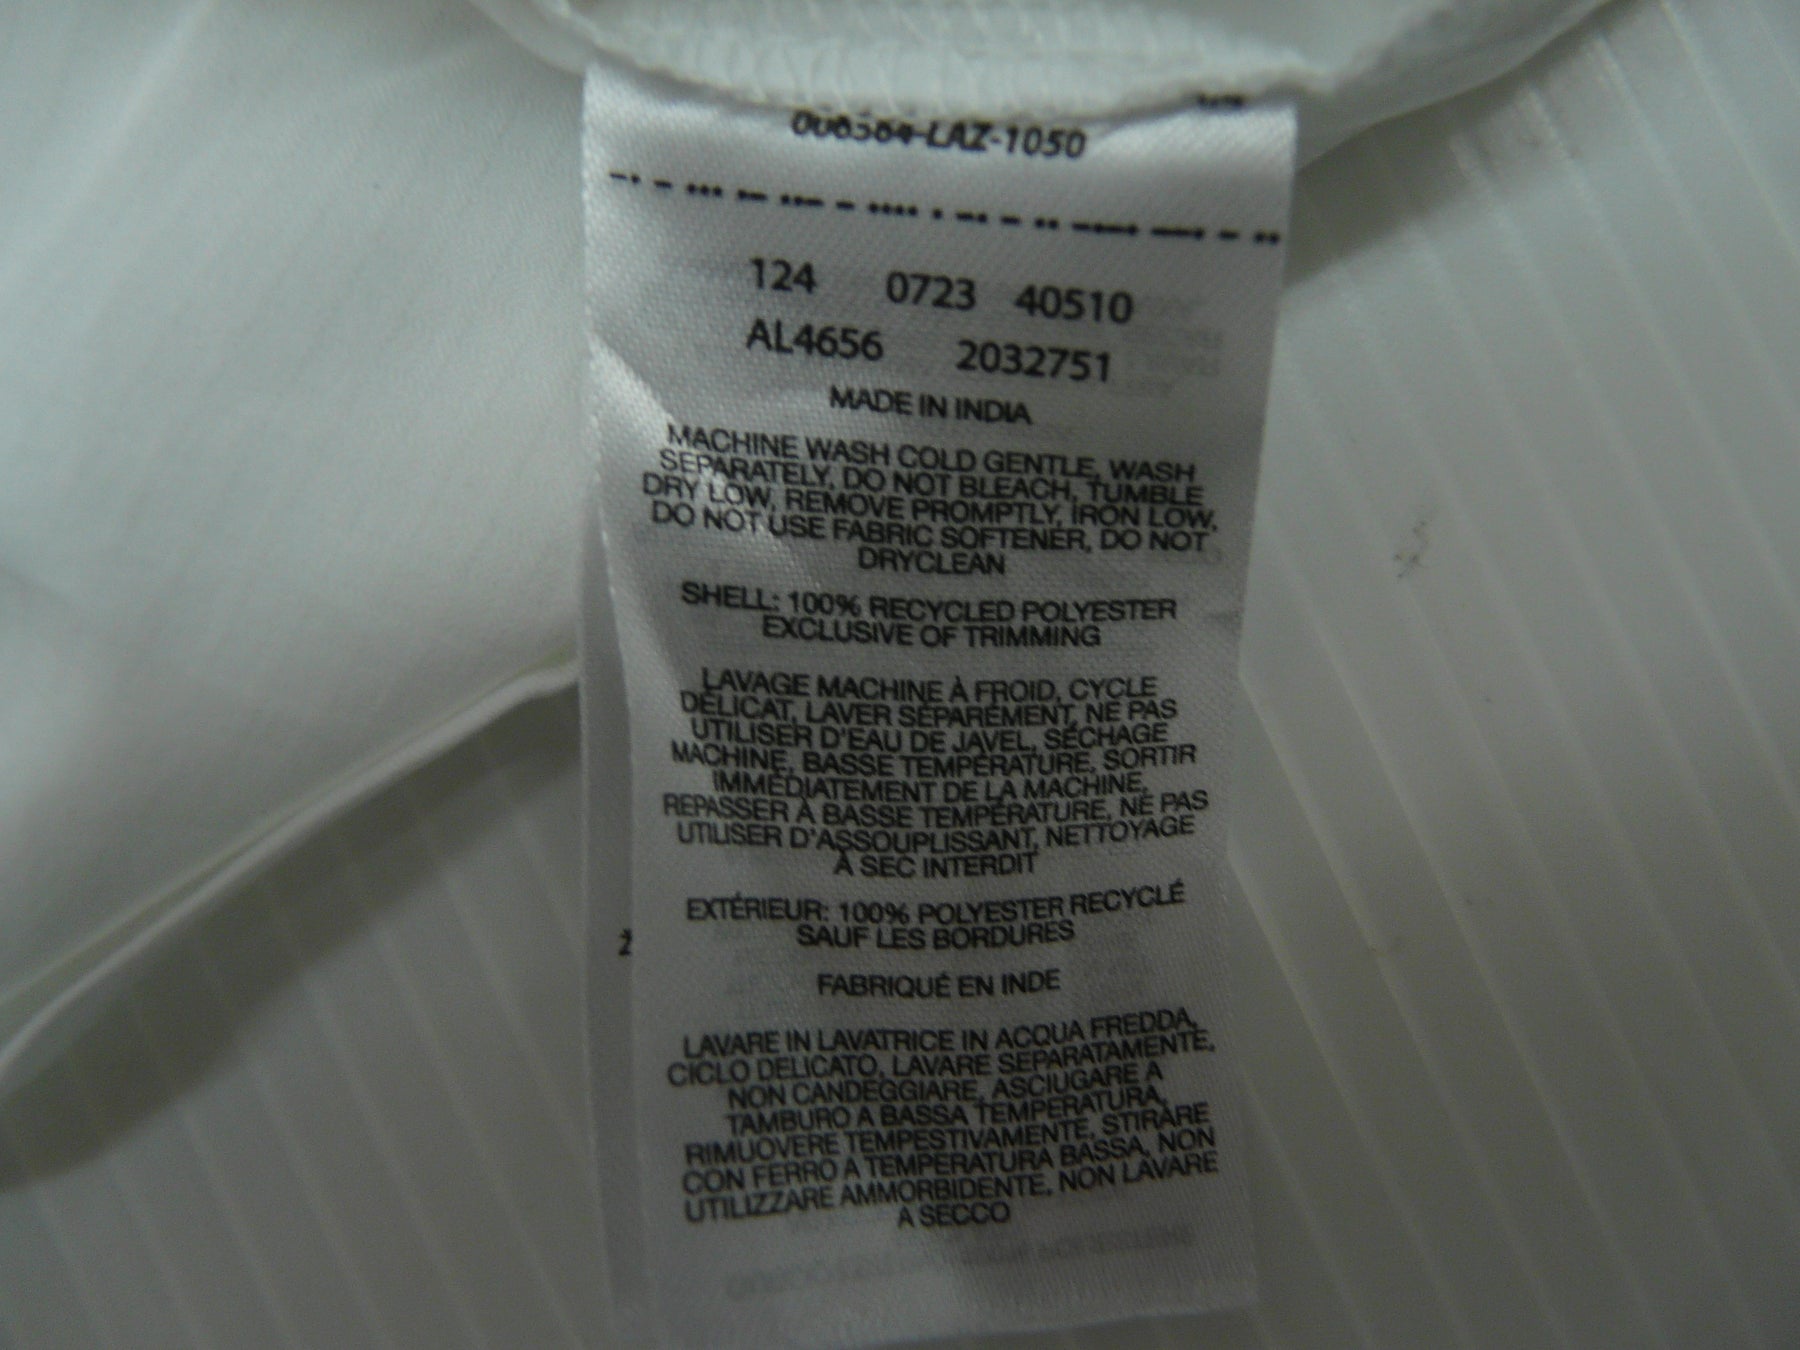 008564-LAZ-1050
124 0723 40510
AL4656 2032751
MADE IN INDIA
MACHINE WASH COLD GENTLE, WASH
SEPARATELY, DO NOT BLEACH, TUMBLE
DRY LOW, REMOVE PROMPTLY, IRON LOW,
DO NOT USE FABRIC SOFTENER, DO NOT
DRYCLEAN
SHELL: 100% RECYCLED POLYESTER
EXCLUSIVE OF TRIMMING
LAVAGE MACHINE À FROID, CYCLE
DÉLICAT, LAVER SÉPARÉMENT, NE PAS
UTILISER D'EAU DE JAVEL, SÉCHAGE
MACHINE, BASSE TEMPÉRATURE, SORTIR
IMMÉDIATEMENT DE LA MACHINE,
REPASSER À BASSE TEMPÉRATURE, NE PAS
UTILISER D'ASSOUPLISSANT, NETTOYAGE
À SEC INTERDIT
EXTÉRIEUR: 100% POLYESTER RECYCLÉ
SAUF LES BORDURES
FABRIQUÉ EN INDE
LAVARE IN LAVATRICE IN ACQUA FREDDA,
CICLO DELICATO, LAVARE SEPARATAMENTE,
NON CANDEGGIARE, ASCIUGARE A
TAMBURO A BASSA TEMPERATURA,
RIMUOVERE TEMPESTIVAMENTE, STIRARE
CON FERRO A TEMPERATURA BASSA, NON
UTILIZZARE AMMORBIDENTE, NON LAVARE
A SECCO